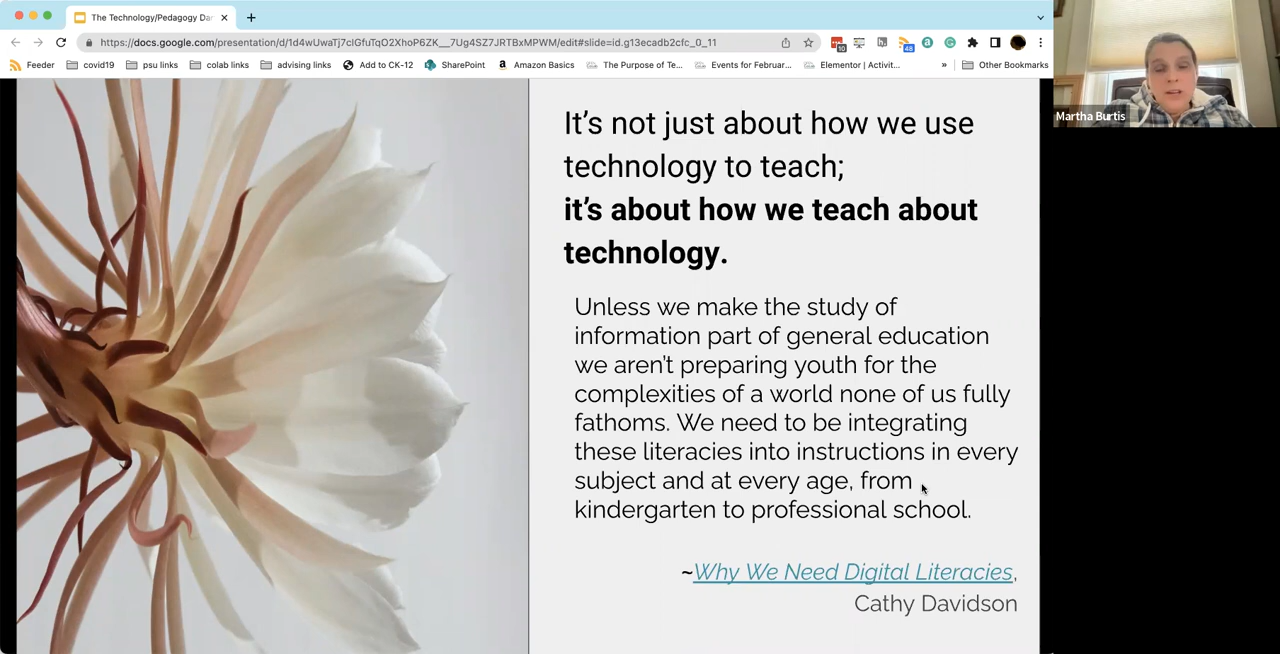 The Technology/Pedagogy Da
https://docs.google.com/presentation/d/1d4wUwaTj7clGfuTqO2XhoP6ZK__7Ug4SZ7JRTBxMPWM/edit#slide=id.g13ecadb2cfc_0_11
10
48
Feeder covid19 psu links colab links advising links Add to CK-12 SharePoint Amazon Basics The Purpose of Te... Events for Februar... Elementor | Activit... » Other Bookmarks
Martha Burtis
It’s not just about how we use
technology to teach;
it’s about how we teach about
technology.
Unless we make the study of
information part of general education
we aren’t preparing youth for the
complexities of a world none of us fully
fathoms. We need to be integrating
these literacies into instructions in every
subject and at every age, from
kindergarten to professional school.
~Why We Need Digital Literacies,
Cathy Davidson